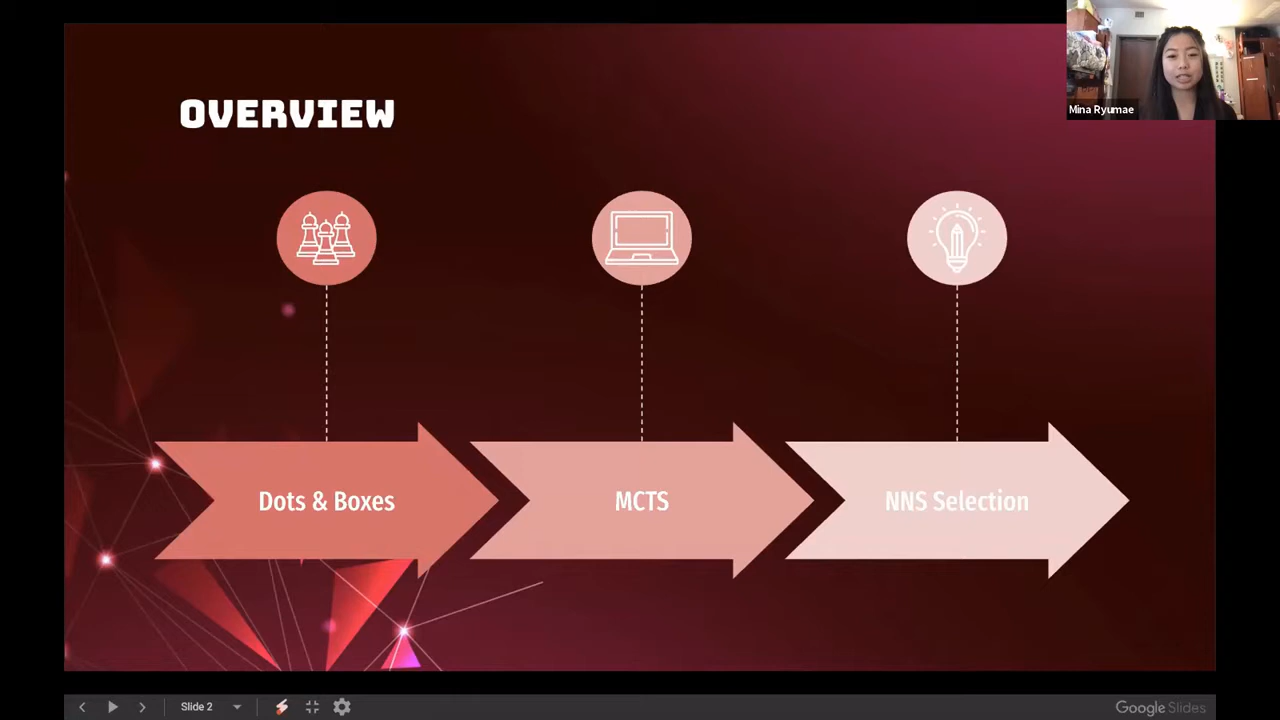 OVERVIEW
Mina Ryumae
Dots & Boxes
MCTS
NNS Selection
Slide 2
Google Slides